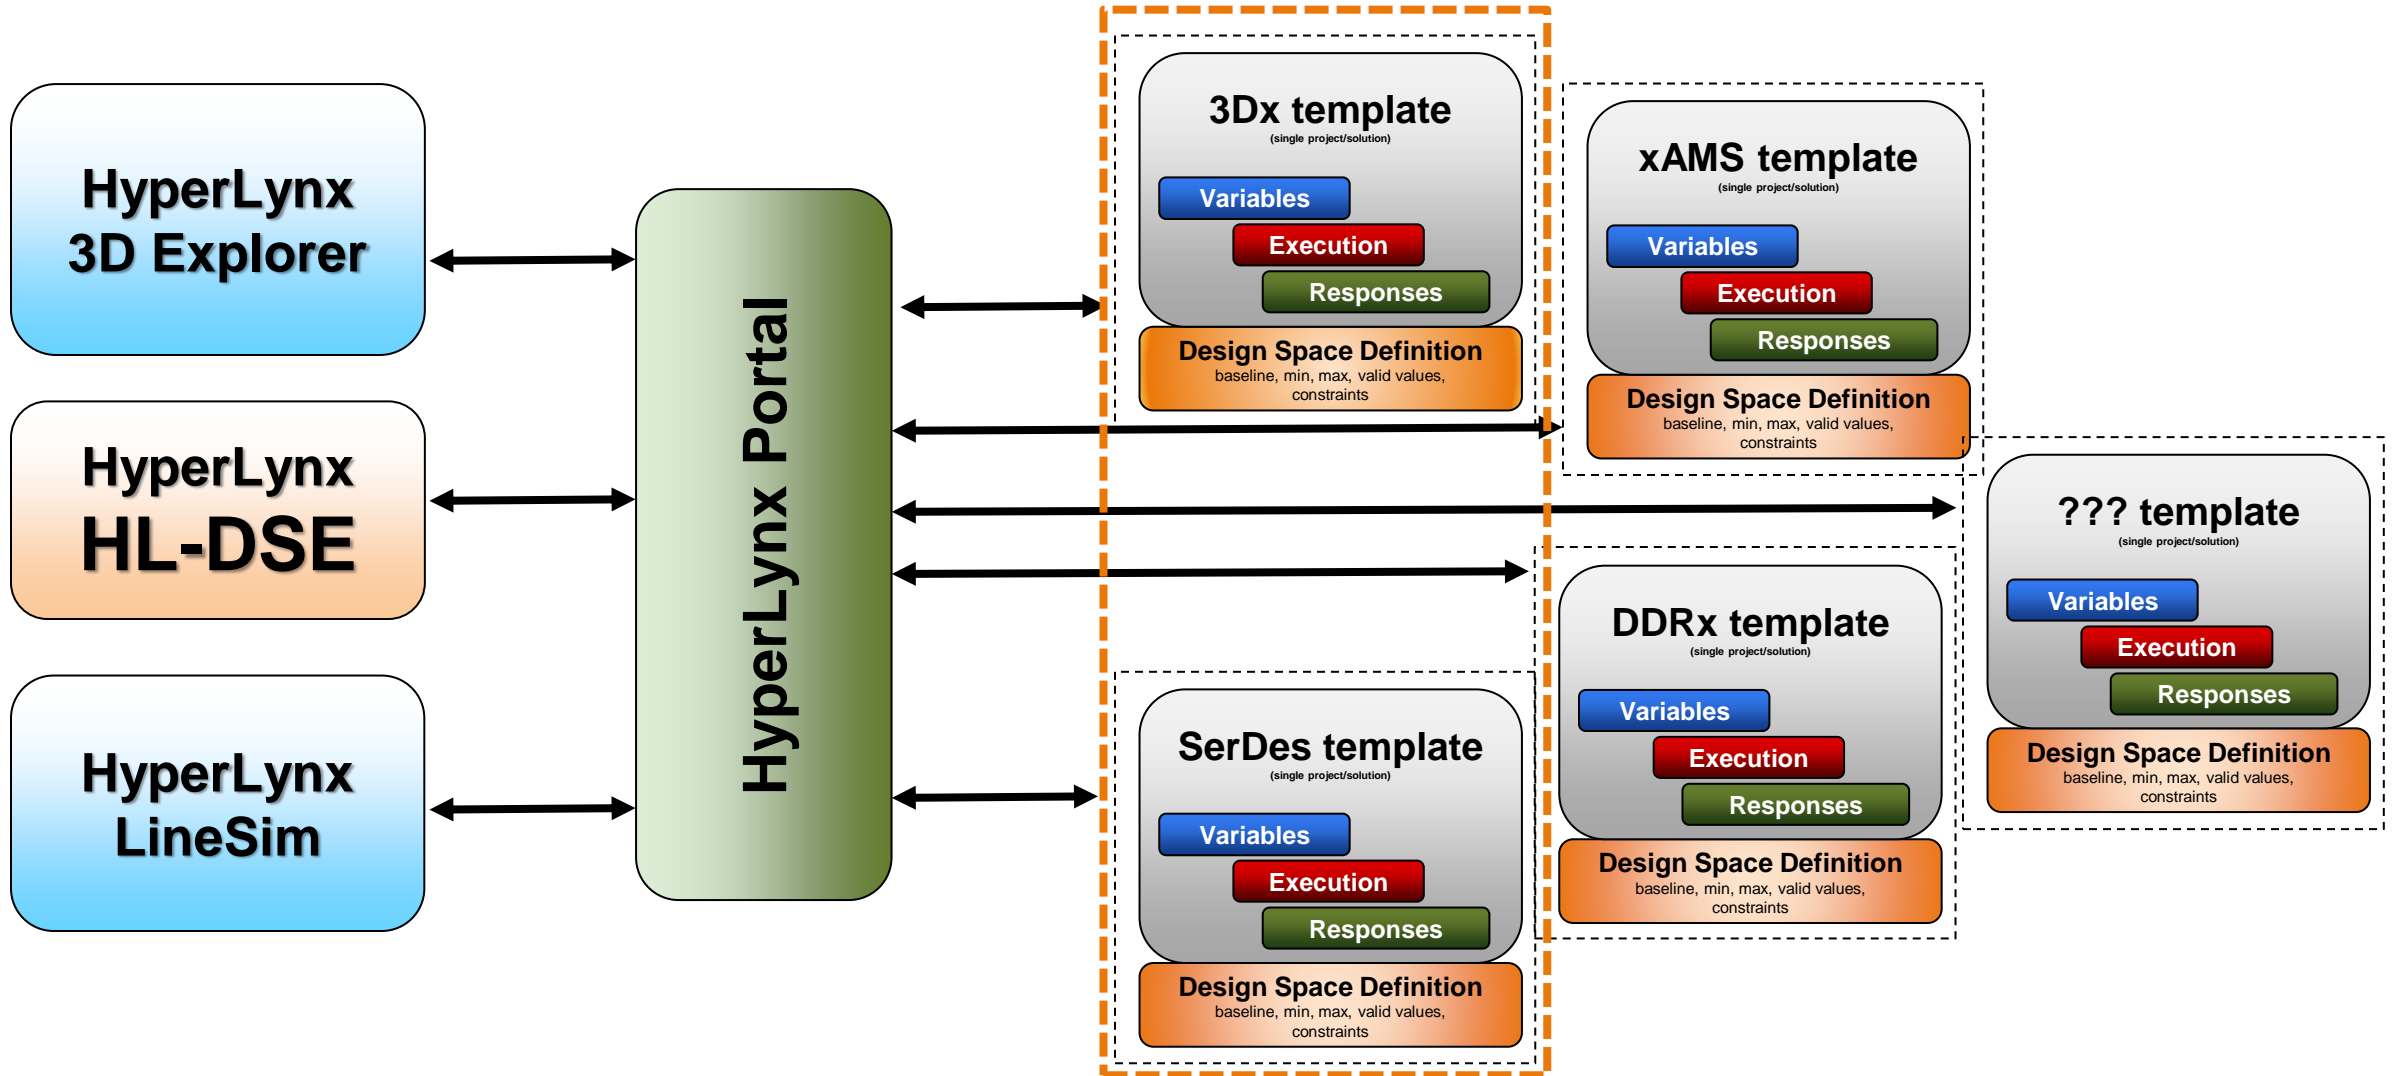 HyperLynx
3D Explorer
HyperLynx
HL-DSE
HyperLynx
LineSim
HyperLynx Portal
3Dx template
(single project/solution)
Variables
Execution
Responses
Design Space Definition
baseline, min, max, valid values,
constraints
xAMS template
(single project/solution)
Variables
Execution
Responses
Design Space Definition
baseline, min, max, valid values,
constraints
??? template
(single project/solution)
Variables
Execution
Responses
Design Space Definition
baseline, min, max, valid values,
constraints
DDRx template
(single project/solution)
Variables
Execution
Responses
Design Space Definition
baseline, min, max, valid values,
constraints
SerDes template
(single project/solution)
Variables
Execution
Responses
Design Space Definition
baseline, min, max, valid values,
constraints